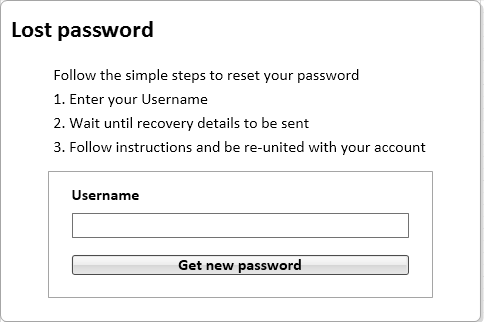 Lost password
Follow the simple steps to reset your password
1. Enter your Username
2. Wait until recovery details to be sent
3. Follow instructions and be re-united with your account
Username
Get new password